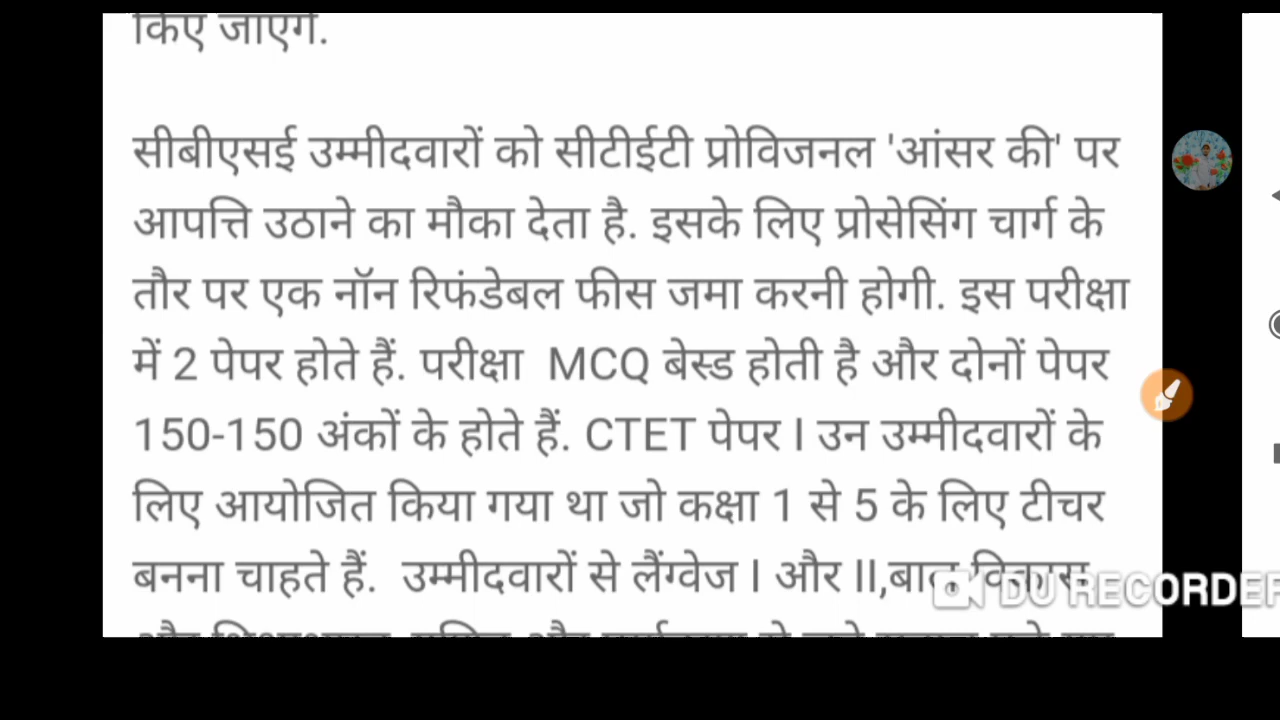 किए जाएंगे.
सीबीएसई उम्मीदवारों को सीटीईटी प्रोविजनल 'आंसर की' पर
आपत्ति उठाने का मौका देता है. इसके लिए प्रोसेसिंग चार्ग के
तौर पर एक नॉन रिफंडेबल फीस जमा करनी होगी. इस परीक्षा
में 2 पेपर होते हैं. परीक्षा  MCQ बेस्ड होती है और दोनों पेपर
150-150 अंकों के होते हैं. CTET पेपर I उन उम्मीदवारों के
लिए आयोजित किया गया था जो कक्षा 1 से 5 के लिए टीचर
बनना चाहते हैं.  उम्मीदवारों से लैंग्वेज I और II,बाल विकास
DU RECORDER